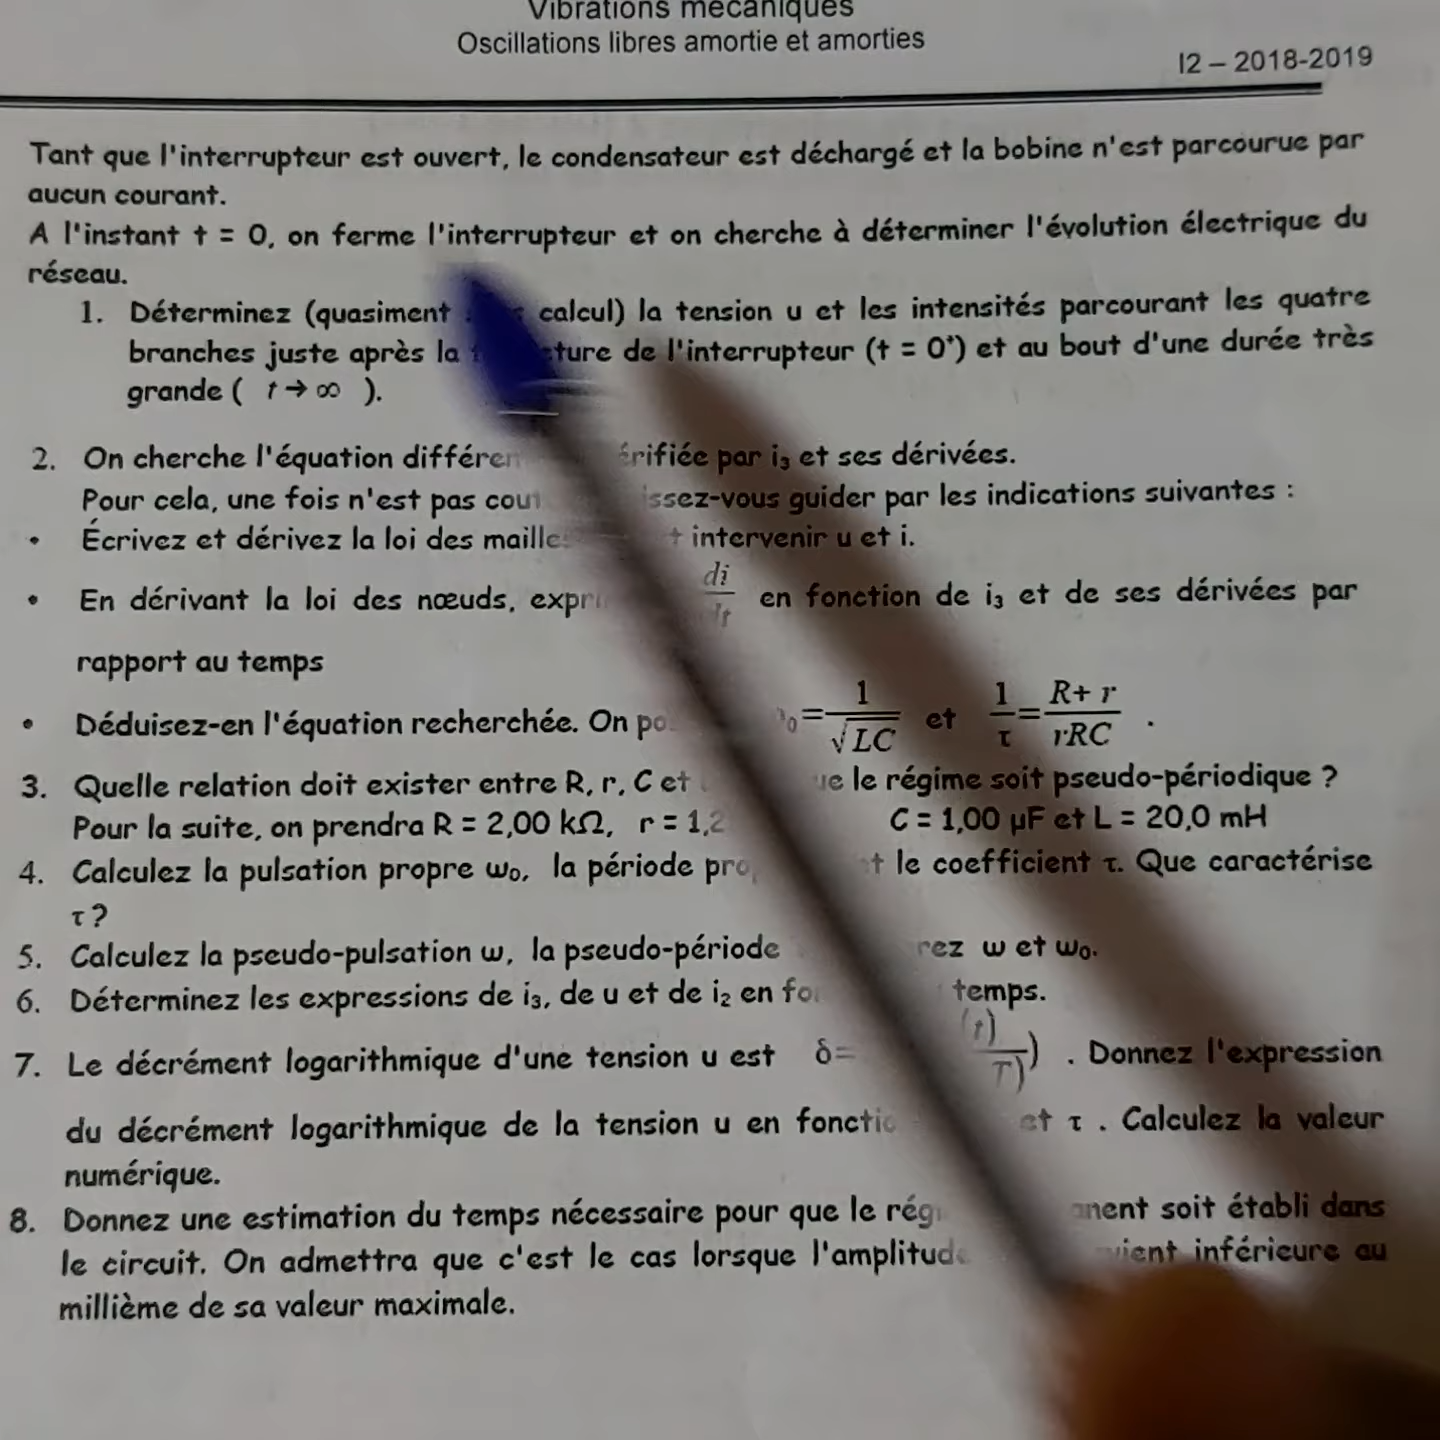 Vibrations mécaniques
Oscillations libres amortie et amorties
I2 – 2018-2019
Tant que l'interrupteur est ouvert, le condensateur est déchargé et la bobine n'est parcourue par
aucun courant.
A l'instant t = 0, on ferme l'interrupteur et on cherche à déterminer l'évolution électrique du
réseau.
1. Déterminez (quasiment calcul) la tension u et les intensités parcourant les quatre
branches juste après la de l'interrupteur (t = 0⁺) et au bout d'une durée très
grande ( t → ∞ ).
2. On cherche l'équation par i₃ et ses dérivées.
Pour cela, une fois n'est pas guider par les indications suivantes :
• Écrivez et dérivez la loi des intervenir u et i.
• En dérivant la loi des nœuds, di/dt en fonction de i₃ et de ses dérivées par
rapport au temps
• Déduisez-en l'équation recherchée. On =1/√LC et 1/τ=R+ r/rRC .
3. Quelle relation doit exister entre R, r, C et le régime soit pseudo-périodique ?
Pour la suite, on prendra R = 2,00 kΩ, r = C = 1,00 µF et L = 20,0 mH
4. Calculez la pulsation propre ω₀, la période le coefficient τ. Que caractérise
τ ?
5. Calculez la pseudo-pulsation ω, la pseudo-période ω et ω₀.
6. Déterminez les expressions de i₃, de u et de i₂ en temps.
7. Le décrément logarithmique d'une tension u est δ= . Donnez l'expression
du décrément logarithmique de la tension u en et τ . Calculez la valeur
numérique.
8. Donnez une estimation du temps nécessaire pour que le soit établi dans
le circuit. On admettra que c'est le cas lorsque inférieure au
millième de sa valeur maximale.